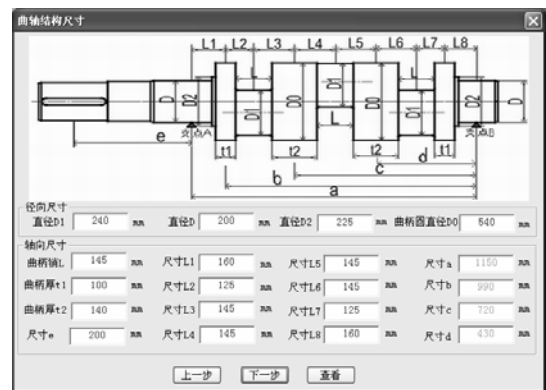 曲轴结构尺寸
L1 L2 L3 L4 L5 L6 L7 L8
L L
D D2 D1 D0 D1 D0 D1 D2 D
L
支点A 支点B
e t1 t2 t2 t1
d
c
b
a
径向尺寸
直径D1 240 mm 直径D 200 mm 直径D2 225 mm 曲柄圆直径D0 540 mm
轴向尺寸
曲柄销L 145 mm 尺寸L1 160 mm 尺寸L5 145 mm 尺寸a 1150 mm
曲柄厚t1 100 mm 尺寸L2 125 mm 尺寸L6 145 mm 尺寸b 990 mm
曲柄厚t2 140 mm 尺寸L3 145 mm 尺寸L7 125 mm 尺寸c 720 mm
尺寸e 200 mm 尺寸L4 145 mm 尺寸L8 160 mm 尺寸d 430 mm
上一步 下一步 查看